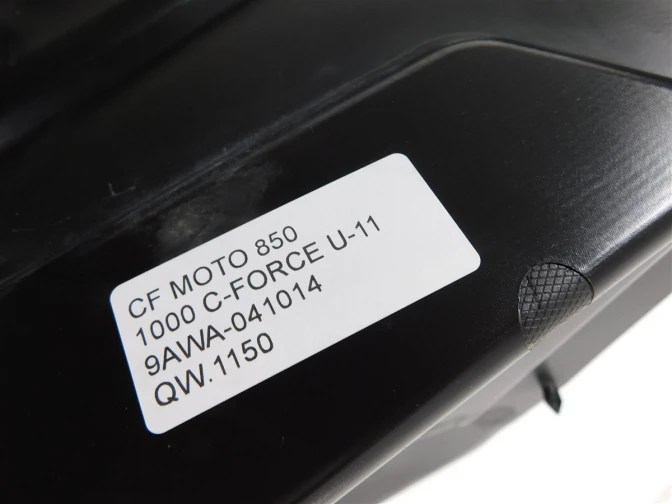 CF MOTO 850
1000 C-FORCE U-11
9AWA-041014
QW.1150